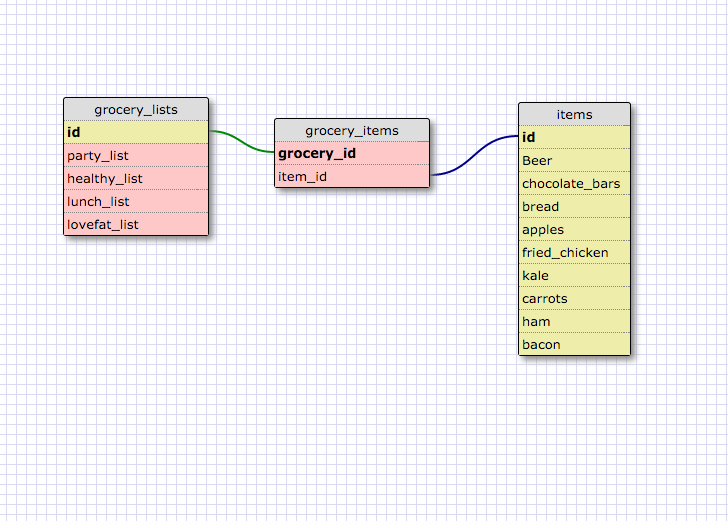 grocery_lists
id
party_list
healthy_list
lunch_list
lovefat_list
grocery_items
grocery_id
item_id
items
id
Beer
chocolate_bars
bread
apples
fried_chicken
kale
carrots
ham
bacon